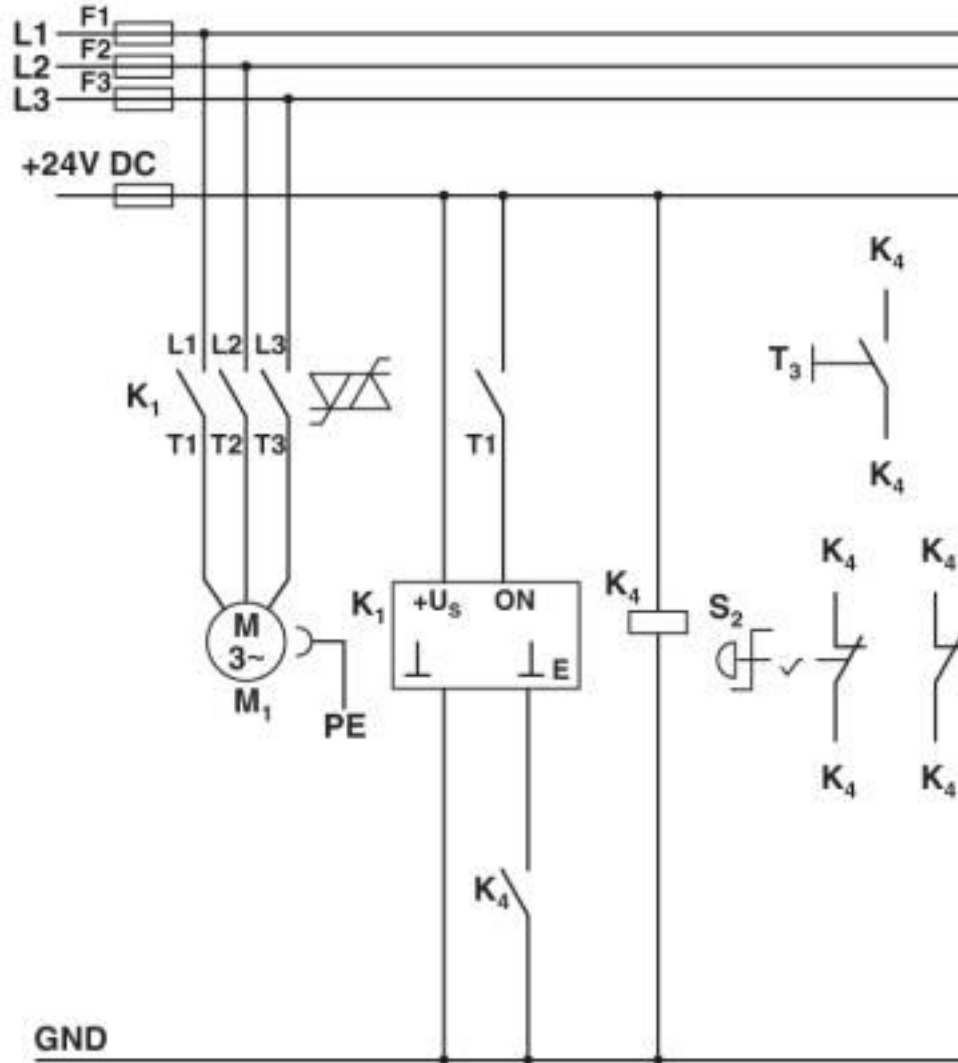 F1
L1
F2
L2
F3
L3
+24V DC
K₄
L1 L2 L3
T₃
K₁
T1 T2 T3
T1
K₄
K₄ K₄
K₁ +Uₛ ON
K₄
S₂
M
3~
E
M₁
PE
K₄ K₄
K₄
GND